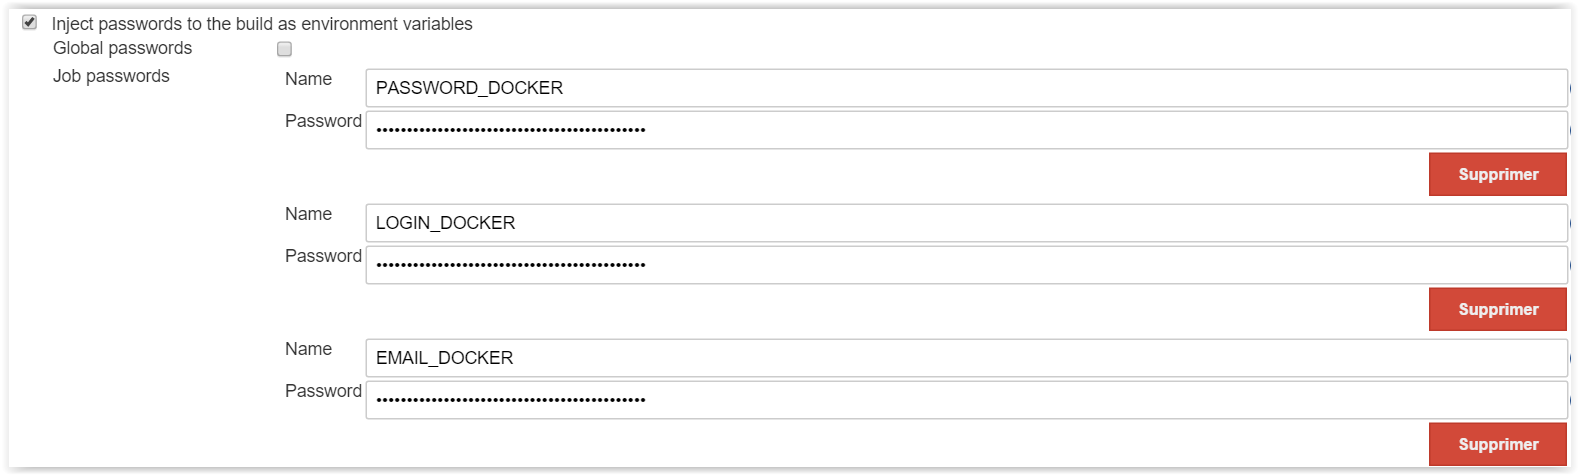 Inject passwords to the build as environment variables
Global passwords
Job passwords
Name PASSWORD_DOCKER
Password ••••••••••••••••••••••••••••••••••••••••••••
Supprimer
Name LOGIN_DOCKER
Password ••••••••••••••••••••••••••••••••••••••••••••
Supprimer
Name EMAIL_DOCKER
Password ••••••••••••••••••••••••••••••••••••••••••••
Supprimer